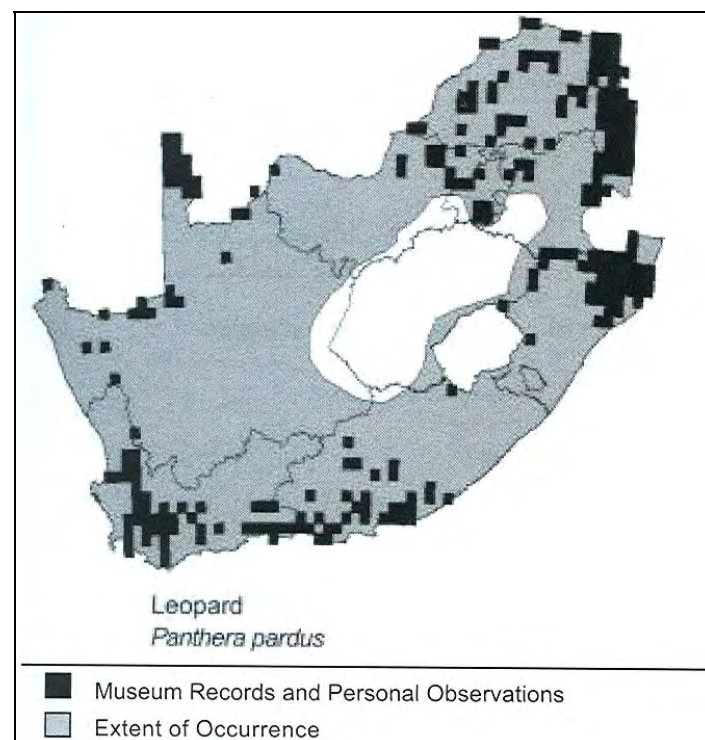 Leopard
Panthera pardus
Museum Records and Personal Observations
Extent of Occurrence